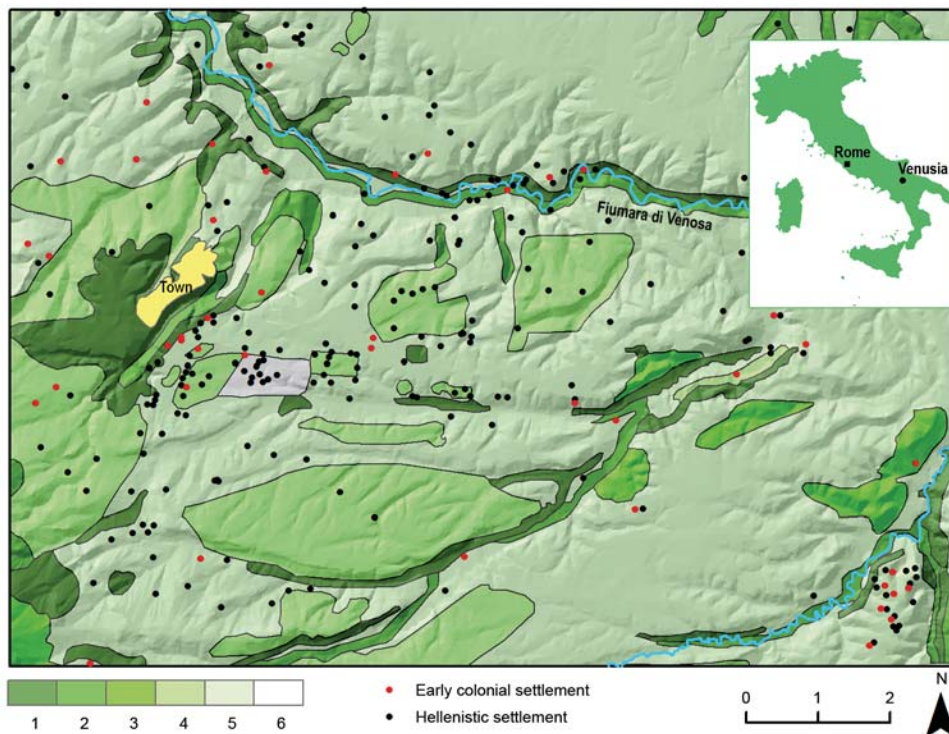 Rome
Venusia
Fiumara di Venosa
Town
1 2 3 4 5 6
Early colonial settlement
Hellenistic settlement
0 1 2
N